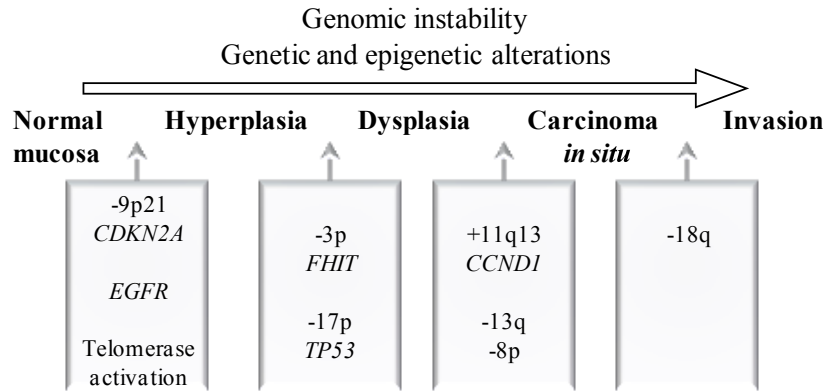 Genomic instability
Genetic and epigenetic alterations
Normal mucosa
Hyperplasia
Dysplasia
Carcinoma in situ
Invasion
-9p21
CDKN2A
EGFR
Telomerase
activation
-3p
FHIT
-17p
TP53
+11q13
CCND1
-13q
-8p
-18q